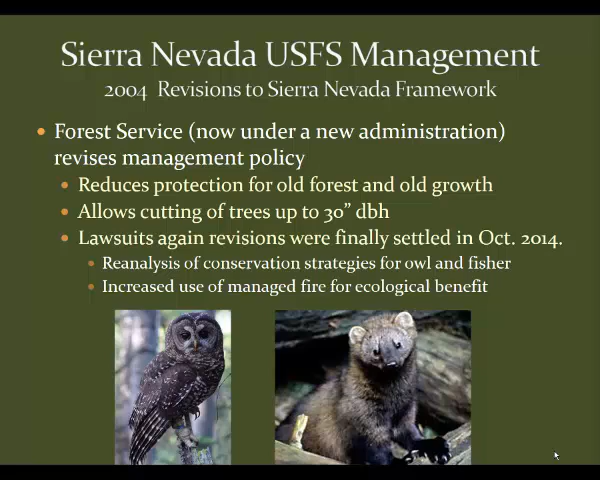 Sierra Nevada USFS Management
2004 Revisions to Sierra Nevada Framework
• Forest Service (now under a new administration)
revises management policy
• Reduces protection for old forest and old growth
• Allows cutting of trees up to 30" dbh
• Lawsuits again revisions were finally settled in Oct. 2014.
• Reanalysis of conservation strategies for owl and fisher
• Increased use of managed fire for ecological benefit